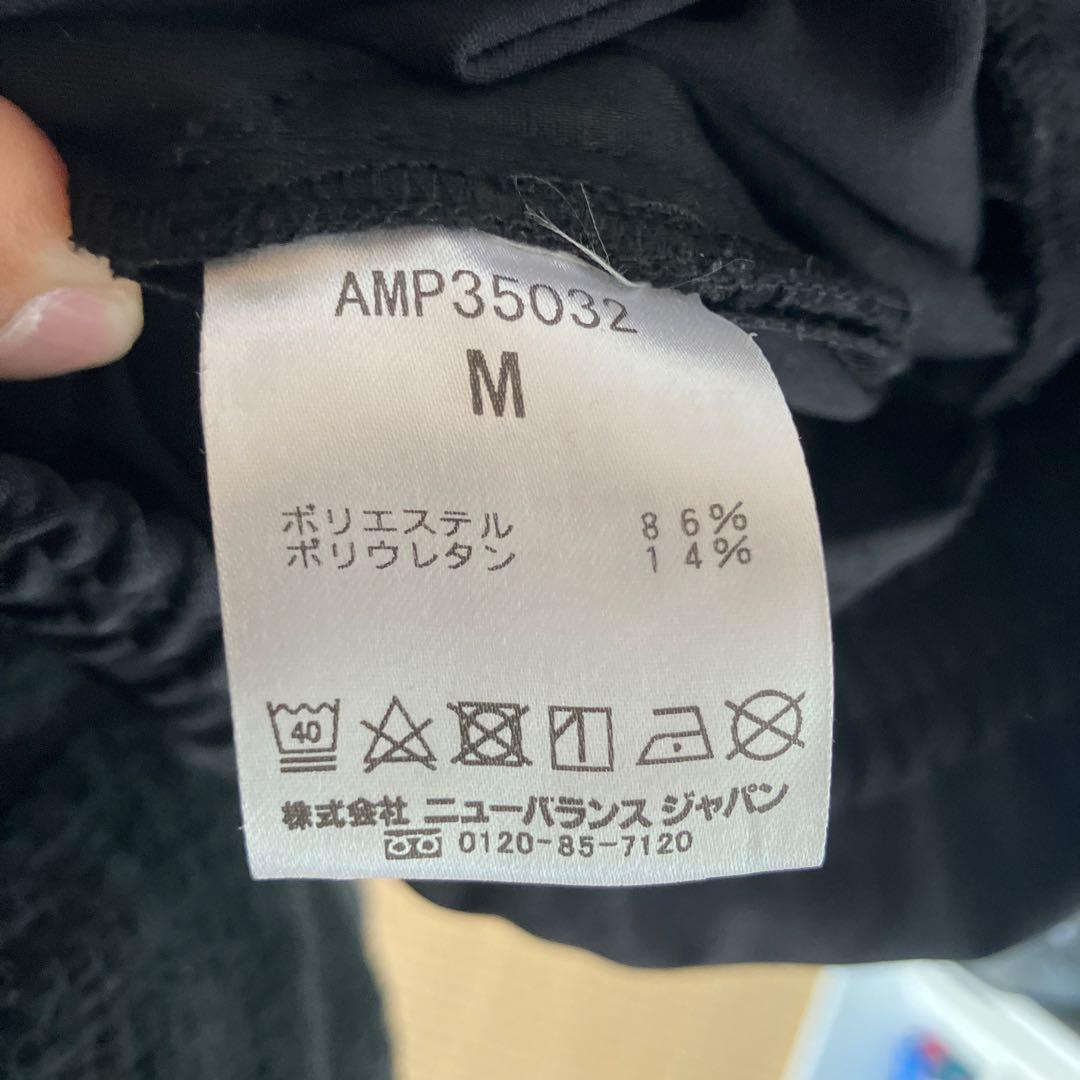 AMP35032
M
ポリエステル 86%
ポリウレタン 14%
40
株式会社 ニューバランス ジャパン
0120-85-7120